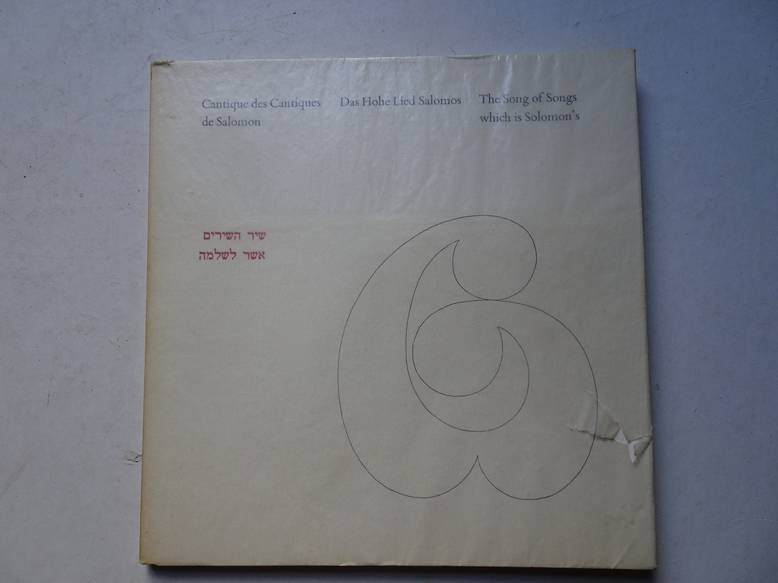 Cantique des Cantiques
de Salomon
Das Hohe Lied Salomos
The Song of Songs
which is Solomon's
שיר השירים
אשר לשלמה